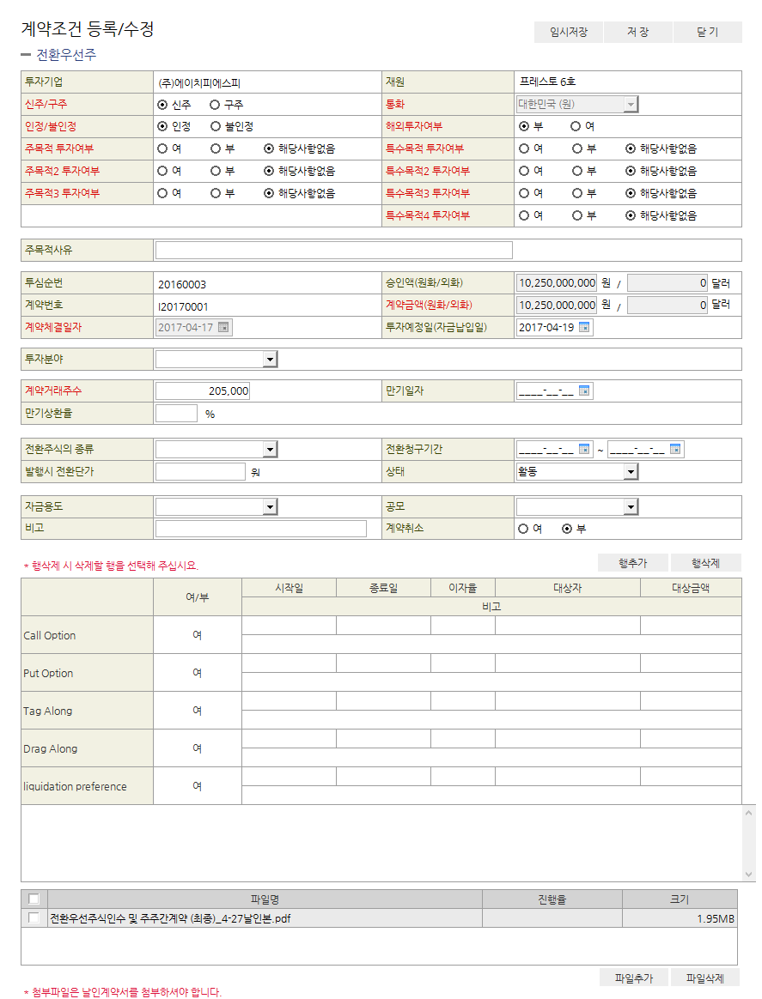 계약조건 등록/수정
임시저장 저 장 닫 기
전환우선주
투자기업 (주)에이치피에스피 재원 프레스토 6호
신주/구주 신주 구주 통화 대한민국 (원)
인정/불인정 인정 불인정 해외투자여부 부 여
주목적 투자여부 여 부 해당사항없음 특수목적 투자여부 여 부 해당사항없음
주목적2 투자여부 여 부 해당사항없음 특수목적2 투자여부 여 부 해당사항없음
주목적3 투자여부 여 부 해당사항없음 특수목적3 투자여부 여 부 해당사항없음
특수목적4 투자여부 여 부 해당사항없음
주목적사유
투심순번 20160003 승인액(원화/외화) 10,250,000,000 원 / 0 달러
계약번호 I20170001 계약금액(원화/외화) 10,250,000,000 원 / 0 달러
계약체결일자 2017-04-17 투자예정일(자금납입일) 2017-04-19
투자분야
계약거래주수 205,000 만기일자 ____-__-__
만기상환율 %
전환주식의 종류 전환청구기간 ____-__-__ ~ ____-__-__
발행시 전환단가 원 상태 활동
자금용도 공모
비고 계약취소 여 부
* 행삭제 시 삭제할 행을 선택해 주십시요. 행추가 행삭제
여/부 시작일 종료일 이자율 대상자 대상금액
비고
Call Option 여
Put Option 여
Tag Along 여
Drag Along 여
liquidation preference 여
파일명 진행율 크기
전환우선주식인수 및 주주간계약 (최종)_4-27날인본.pdf 1.95MB
파일추가 파일삭제
* 첨부파일은 날인계약서를 첨부하셔야 합니다.